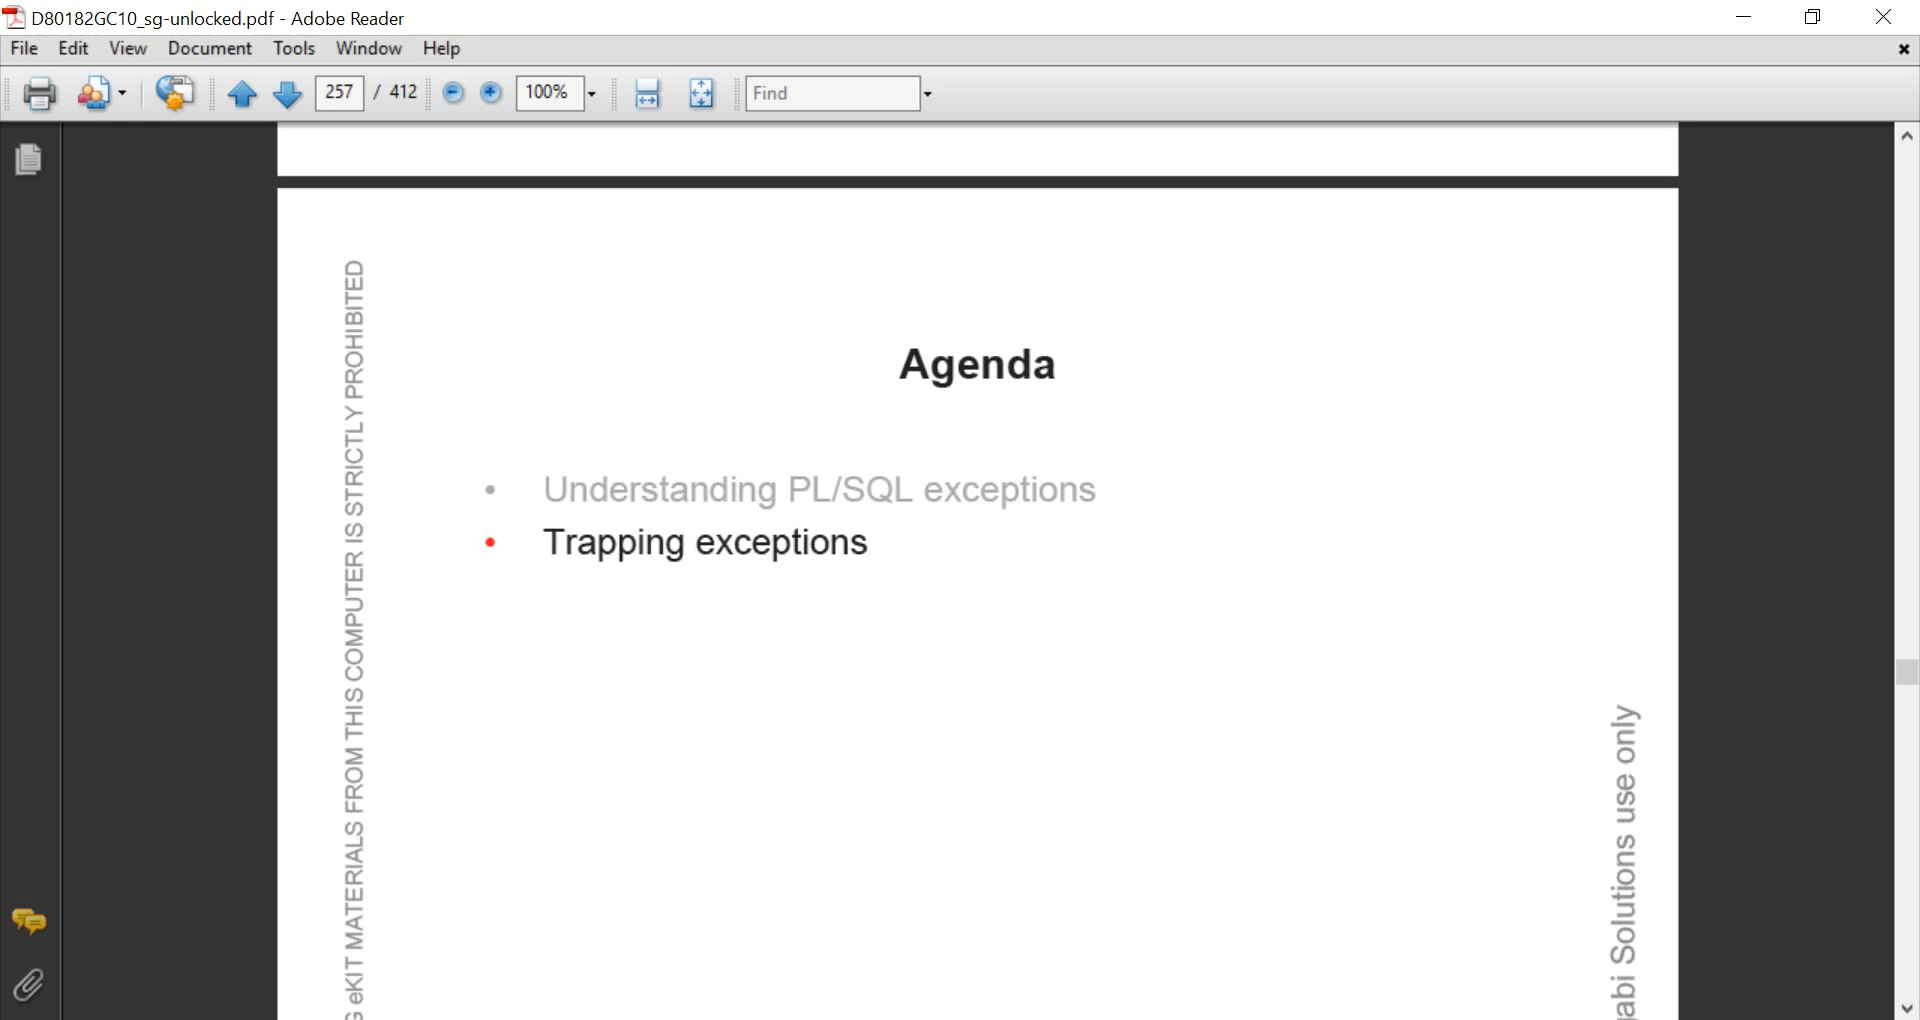 D80182GC10_sg-unlocked.pdf - Adobe Reader
File Edit View Document Tools Window Help
257 / 412 100% Find
G eKIT MATERIALS FROM THIS COMPUTER IS STRICTLY PROHIBITED
Agenda
• Understanding PL/SQL exceptions
• Trapping exceptions
Solutions use only